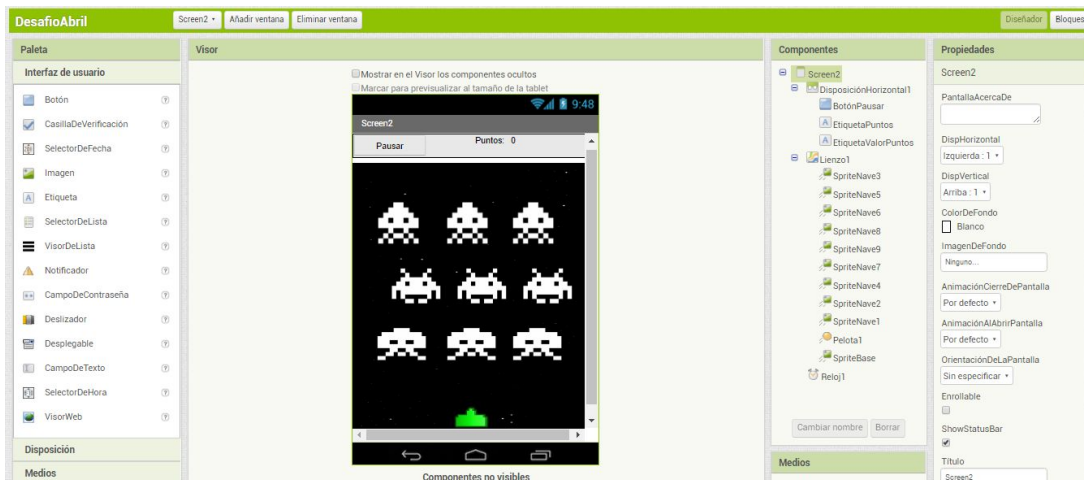 DesafioAbril
Screen2
Añadir ventana
Eliminar ventana
Diseñador
Bloques
Paleta
Interfaz de usuario
Botón
CasillaDeVerificación
SelectorDeFecha
Imagen
Etiqueta
SelectorDeLista
VisorDeLista
Notificador
CampoDeContraseña
Deslizador
Desplegable
CampoDeTexto
SelectorDeHora
VisorWeb
Disposición
Medios
Visor
Mostrar en el Visor los componentes ocultos
Marcar para previsualizar al tamaño de la tablet
9:48
Screen2
Pausar
Puntos: 0
Componentes no visibles
Componentes
Screen2
DisposiciónHorizontal1
BotónPausar
EtiquetaPuntos
EtiquetaValorPuntos
Lienzo1
SpriteNave3
SpriteNave5
SpriteNave6
SpriteNave8
SpriteNave9
SpriteNave7
SpriteNave4
SpriteNave2
SpriteNave1
Pelota1
SpriteBase
Reloj1
Cambiar nombre
Borrar
Medios
Propiedades
Screen2
PantallaAcercaDe
DispHorizontal
Izquierda : 1
DispVertical
Arriba : 1
ColorDeFondo
Blanco
ImagenDeFondo
Ninguno...
AnimaciónCierreDePantalla
Por defecto
AnimaciónAlAbrirPantalla
Por defecto
OrientaciónDeLaPantalla
Sin especificar
Enrollable
ShowStatusBar
Título
Screen2